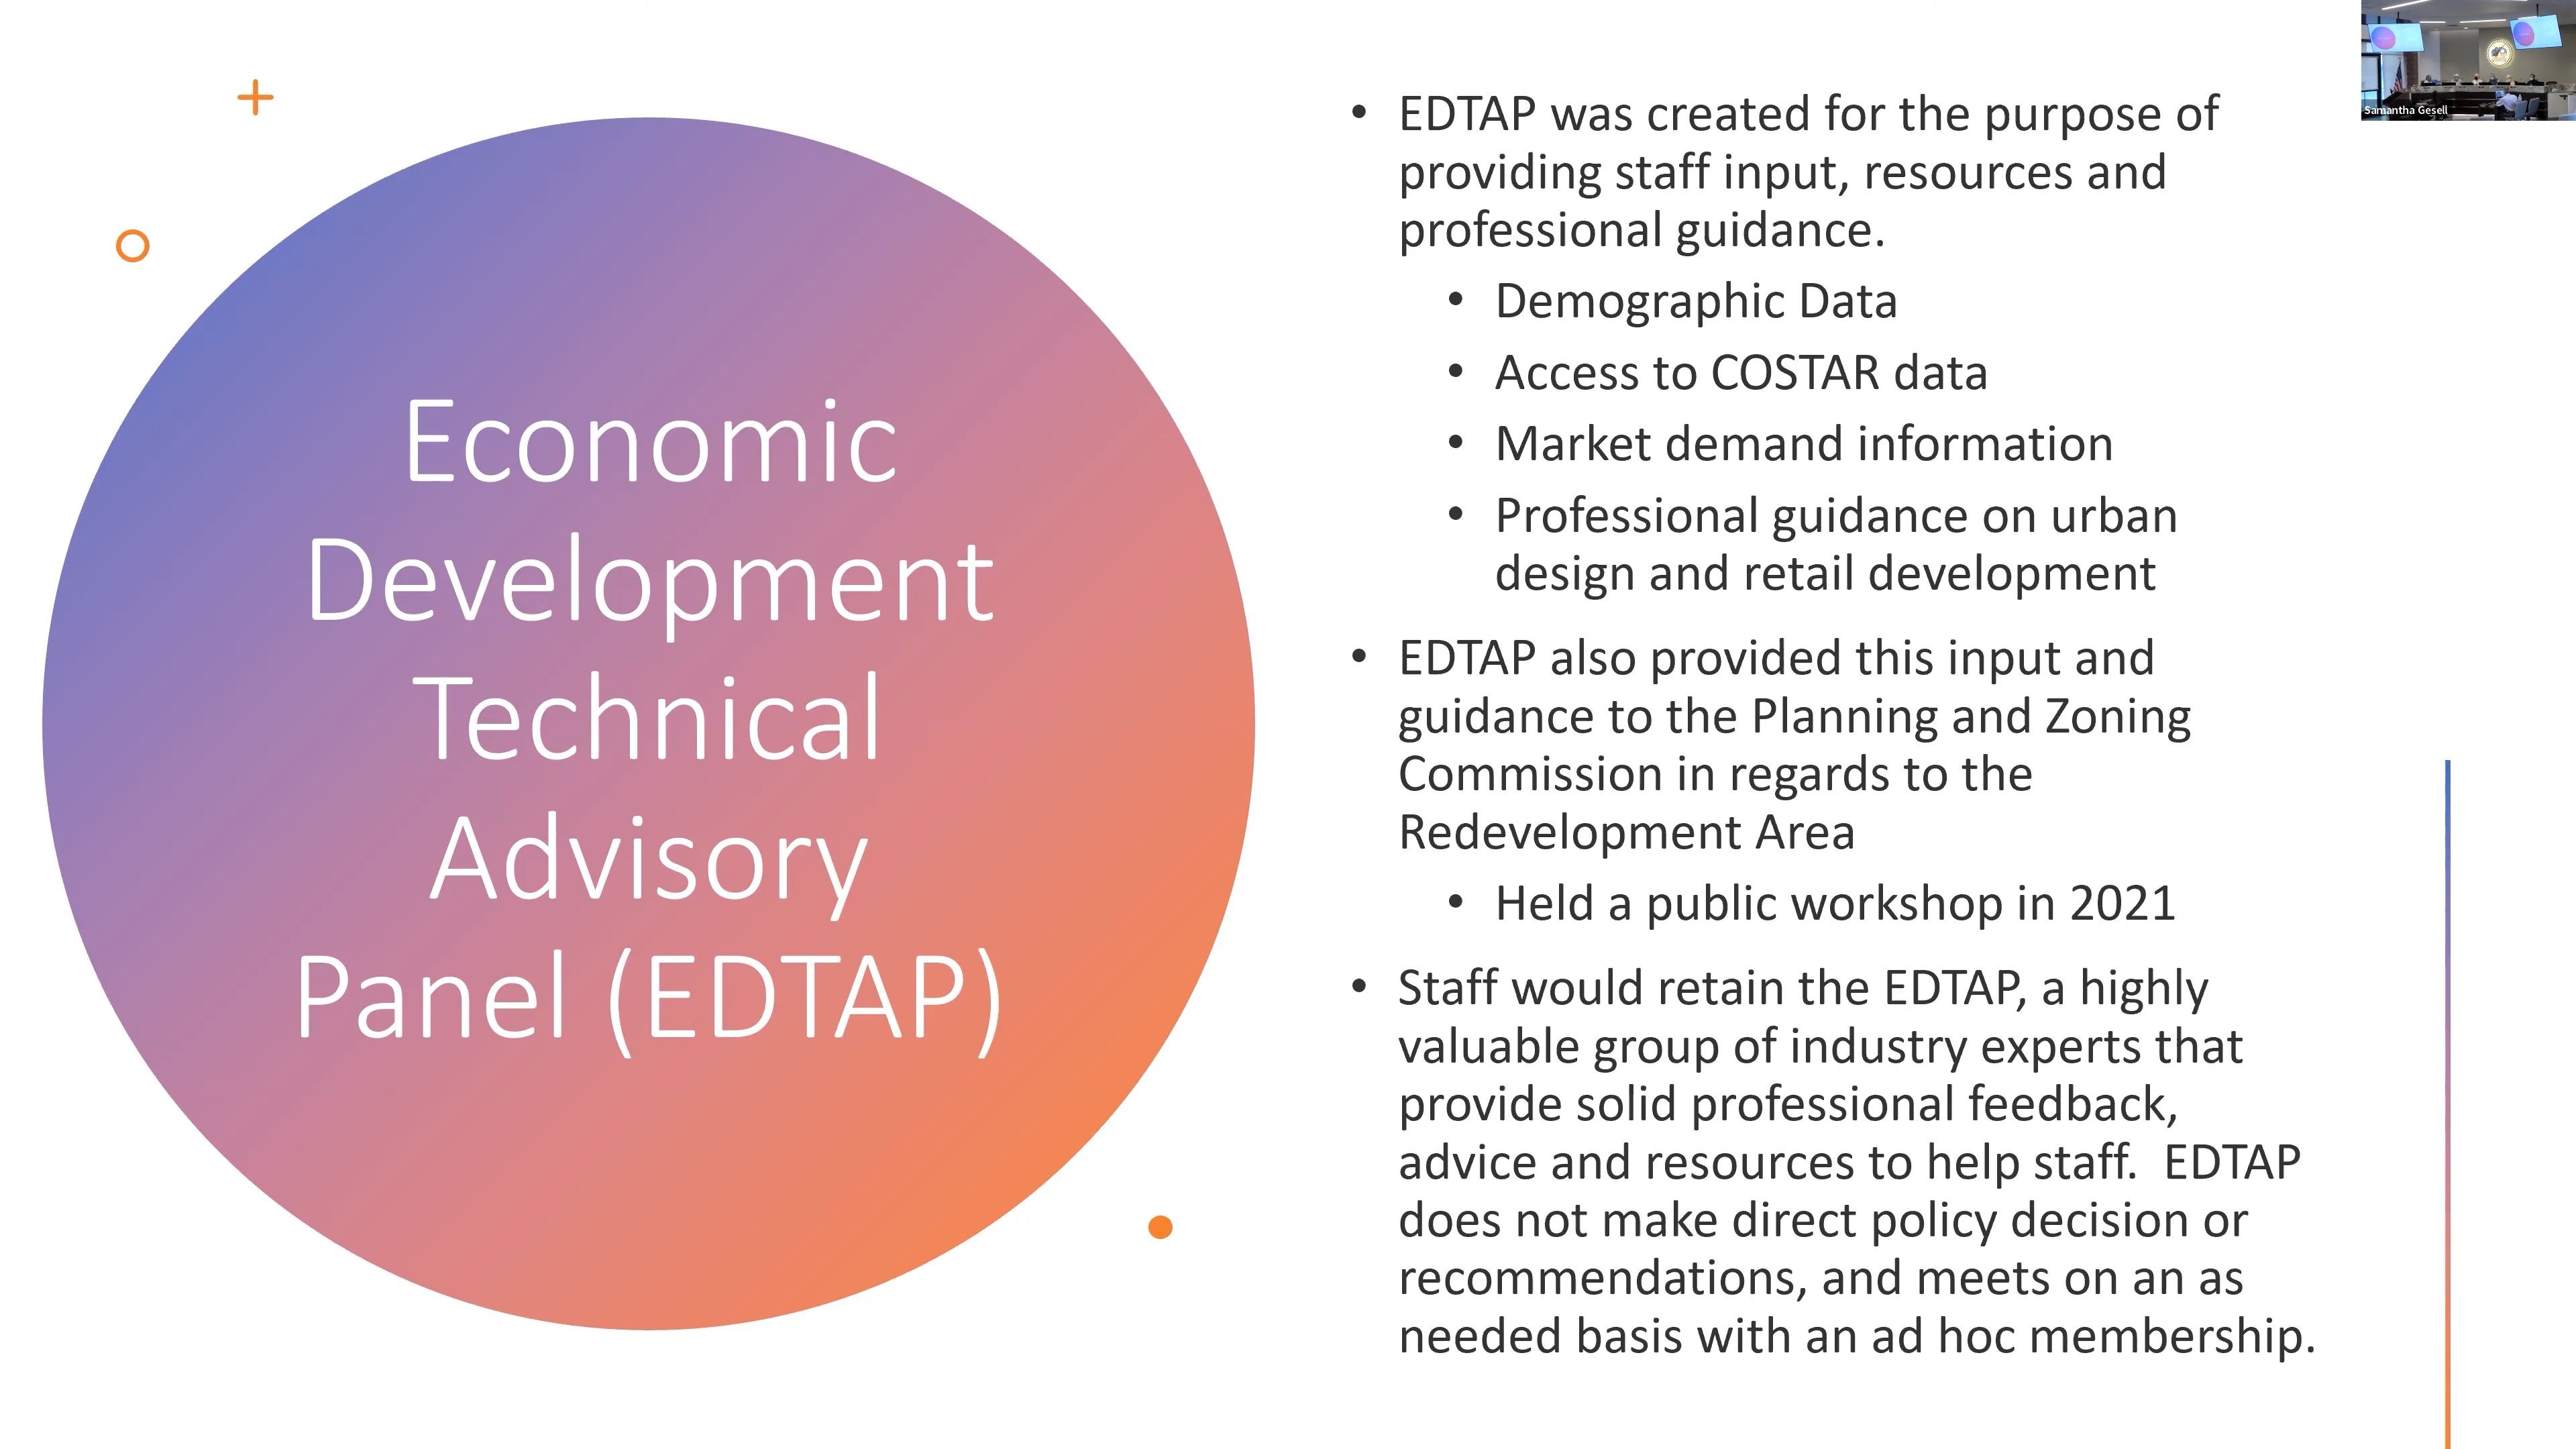 Economic
Development
Technical
Advisory
Panel (EDTAP)
• EDTAP was created for the purpose of
providing staff input, resources and
professional guidance.
• Demographic Data
• Access to COSTAR data
• Market demand information
• Professional guidance on urban
design and retail development
• EDTAP also provided this input and
guidance to the Planning and Zoning
Commission in regards to the
Redevelopment Area
• Held a public workshop in 2021
• Staff would retain the EDTAP, a highly
valuable group of industry experts that
provide solid professional feedback,
advice and resources to help staff.  EDTAP
does not make direct policy decision or
recommendations, and meets on an as
needed basis with an ad hoc membership.
Samantha Gesell